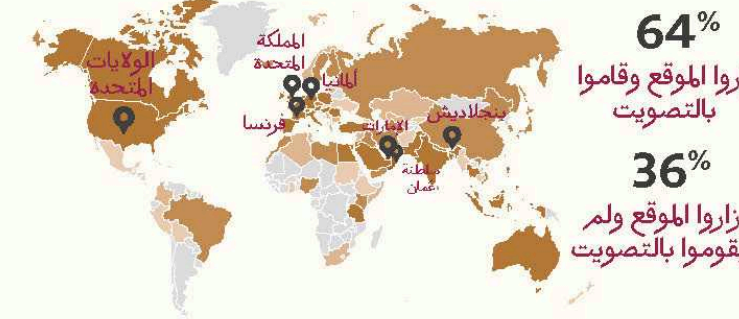 64%
زاروا الموقع وقاموا
بالتصويت
36%
زاروا الموقع ولم
يقوموا بالتصويت
المملكة
المتحدة
الولايات
المتحدة
ألمانيا
فرنسا
الامارات
بنجلاديش
سلطنة
عمان